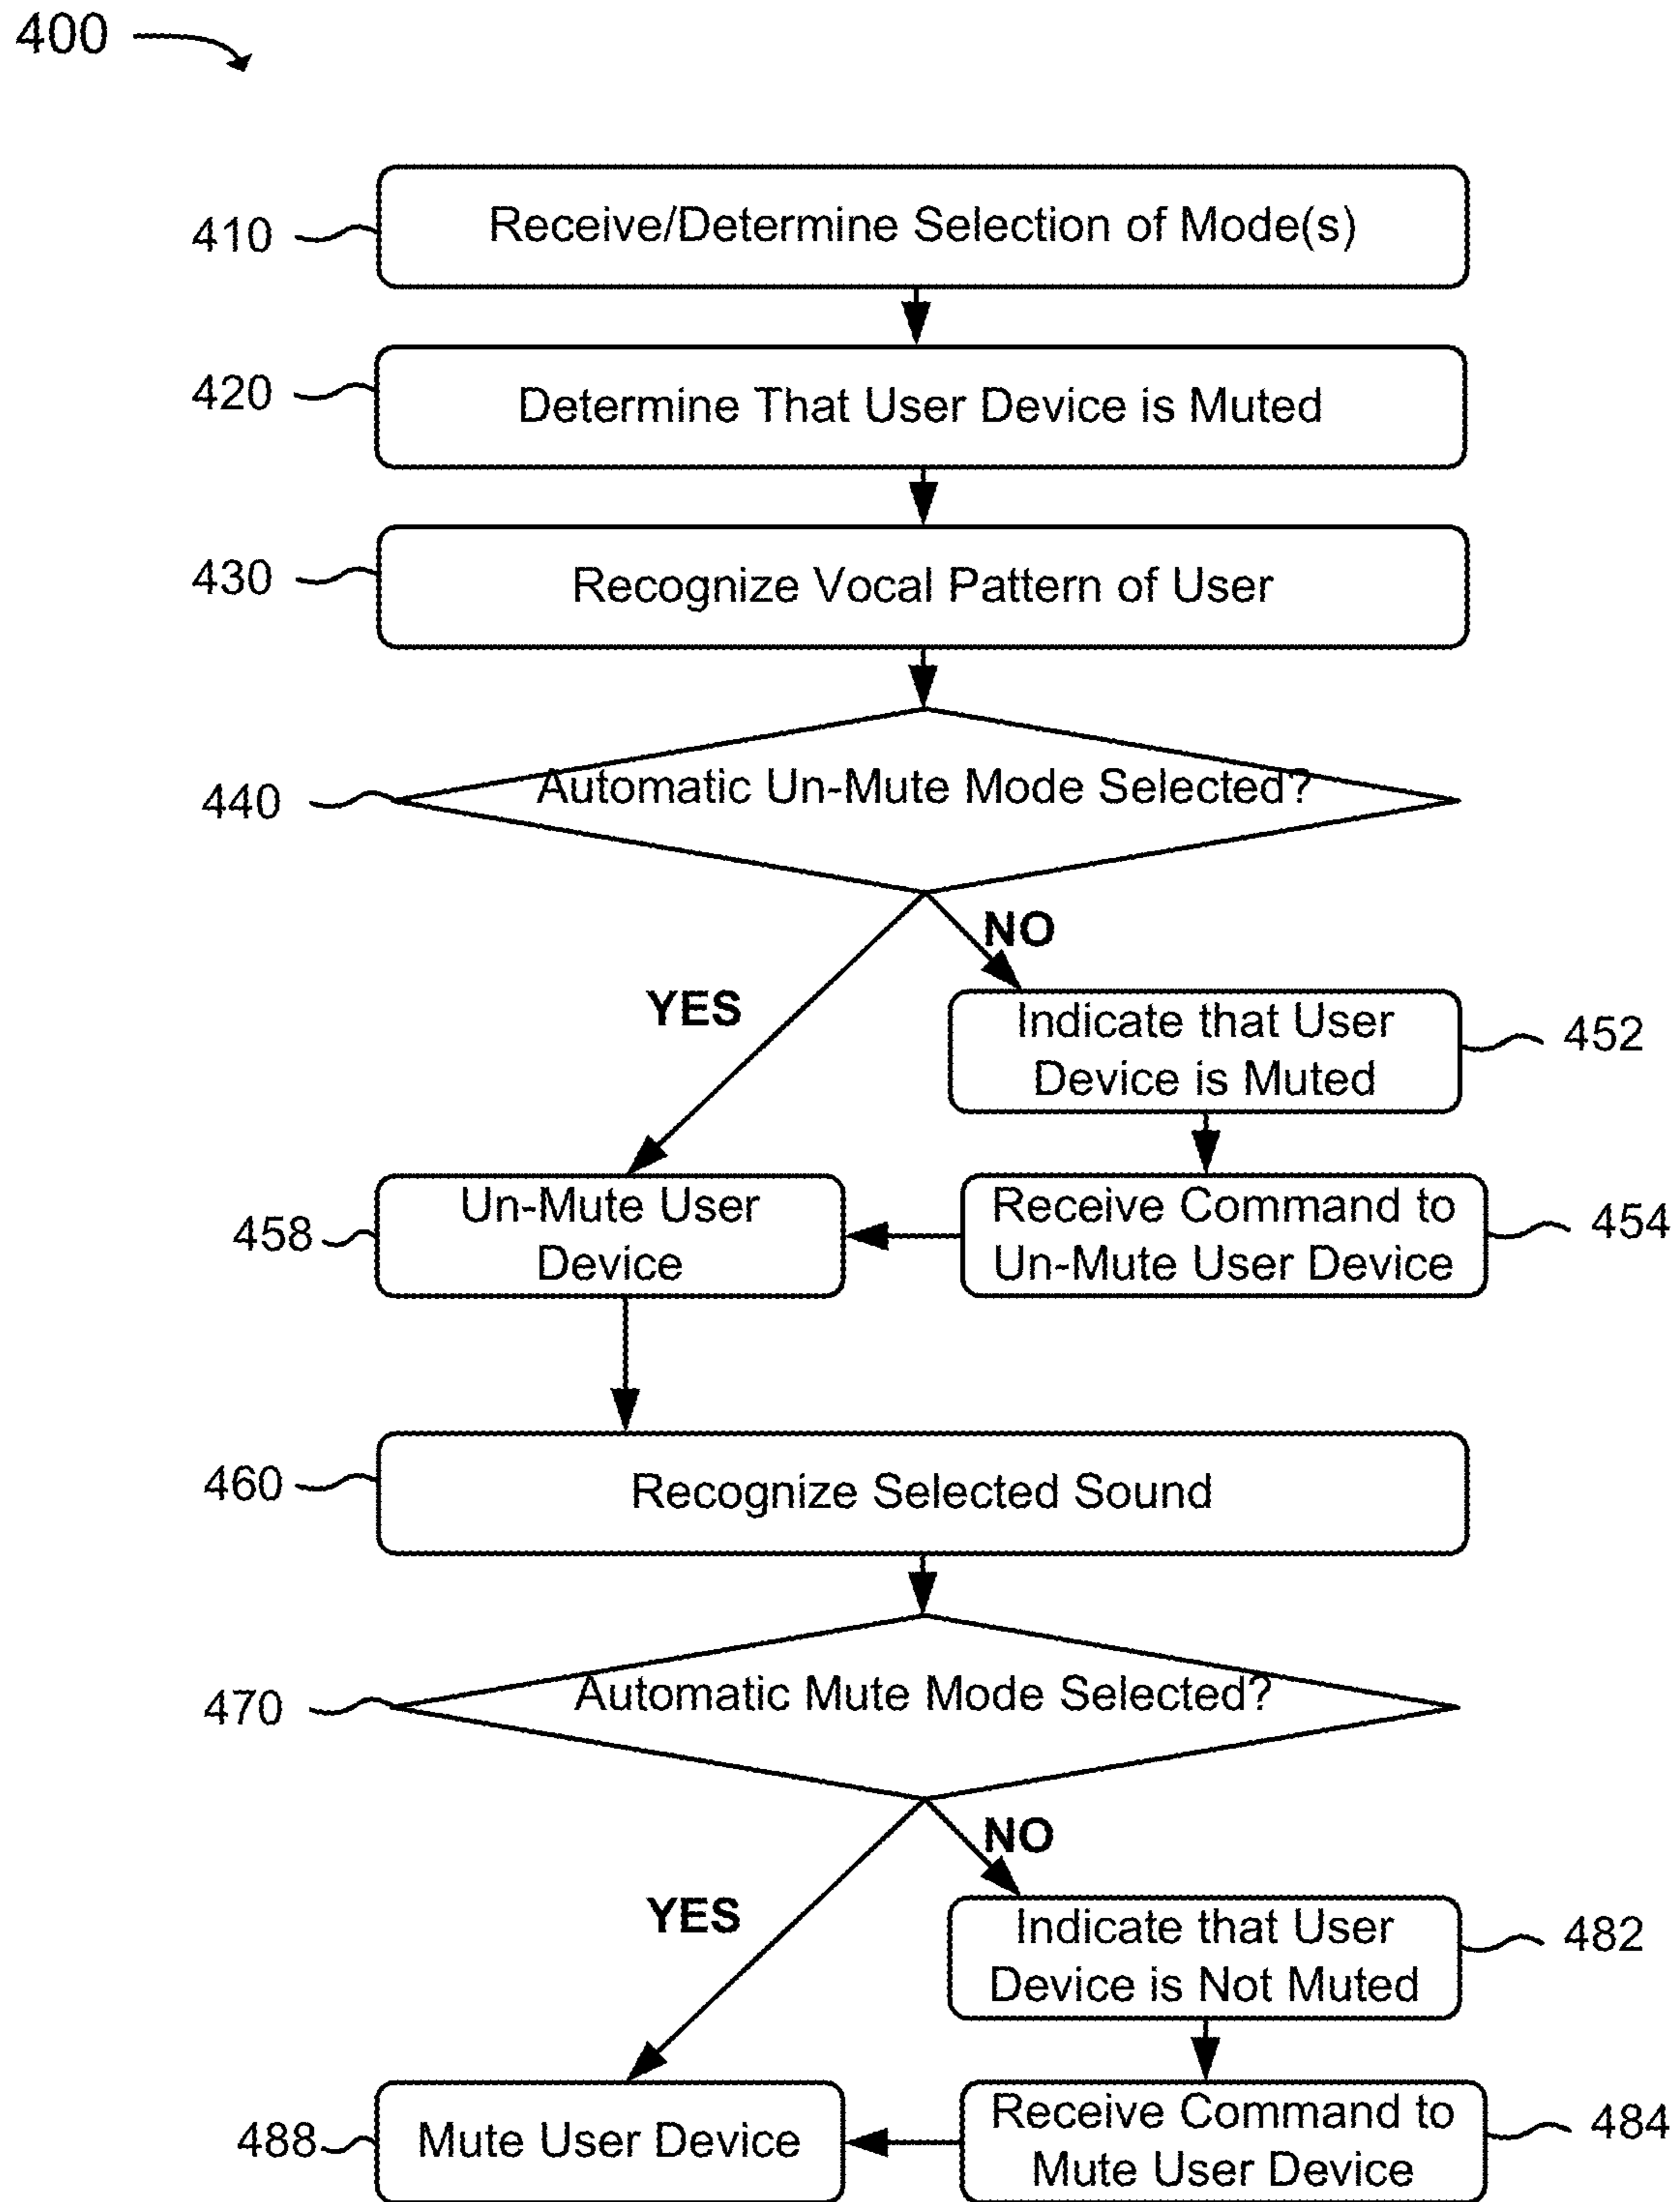 400
410
Receive/Determine Selection of Mode(s)
420
Determine That User Device is Muted
430
Recognize Vocal Pattern of User
440
Automatic Un-Mute Mode Selected?
NO
YES
Indicate that User
Device is Muted
452
458
Un-Mute User
Device
Receive Command to
Un-Mute User Device
454
460
Recognize Selected Sound
470
Automatic Mute Mode Selected?
NO
YES
Indicate that User
Device is Not Muted
482
488
Mute User Device
Receive Command to
Mute User Device
484